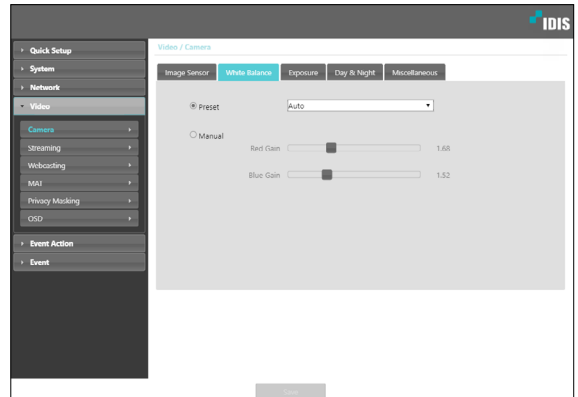 IDIS
Quick Setup
System
Network
Video
Camera
Streaming
Webcasting
MAT
Privacy Masking
OSD
Event Action
Event
Video / Camera
Image Sensor White Balance Exposure Day & Night Miscellaneous
Preset Auto
Manual
Red Gain 1.68
Blue Gain 1.52
Save